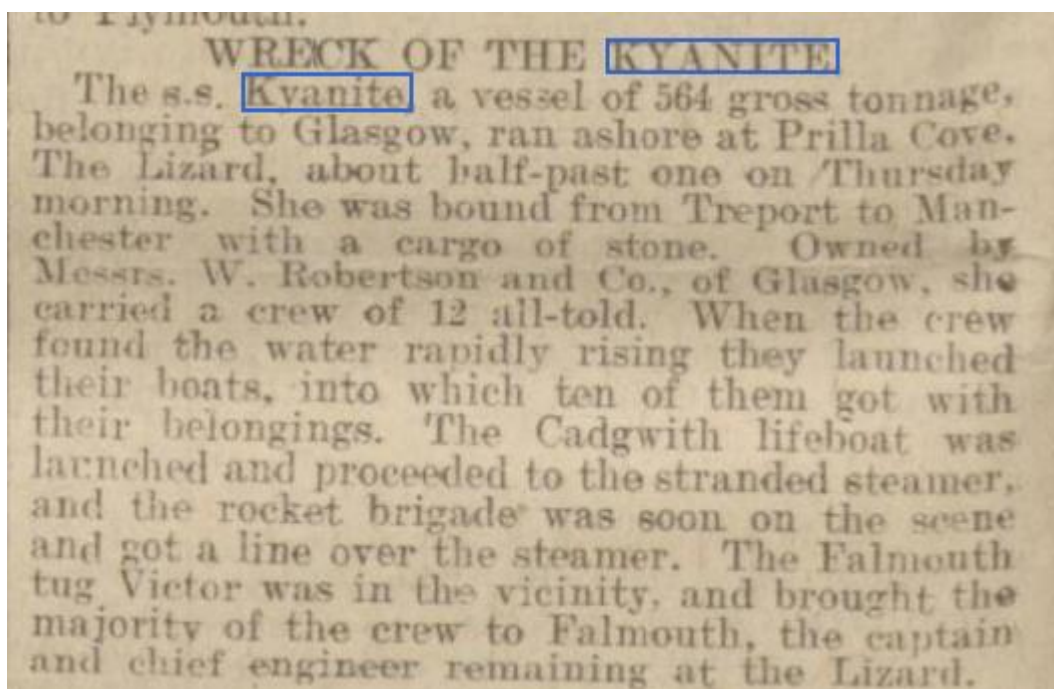 to Plymouth.
WRECK OF THE KYANITE
The s.s. Kyanite, a vessel of 564 gross tonnage,
belonging to Glasgow, ran ashore at Prilla Cove,
The Lizard, about half-past one on Thursday
morning. She was bound from Treport to Man-
chester with a cargo of stone. Owned by
Messrs. W. Robertson and Co., of Glasgow, she
carried a crew of 12 all-told. When the crew
found the water rapidly rising they launched
their boats, into which ten of them got with
their belongings. The Cadgwith lifeboat was
launched and proceeded to the stranded steamer,
and the rocket brigade was soon on the scene
and got a line over the steamer. The Falmouth
tug Victor was in the vicinity, and brought the
majority of the crew to Falmouth, the captain
and chief engineer remaining at the Lizard.